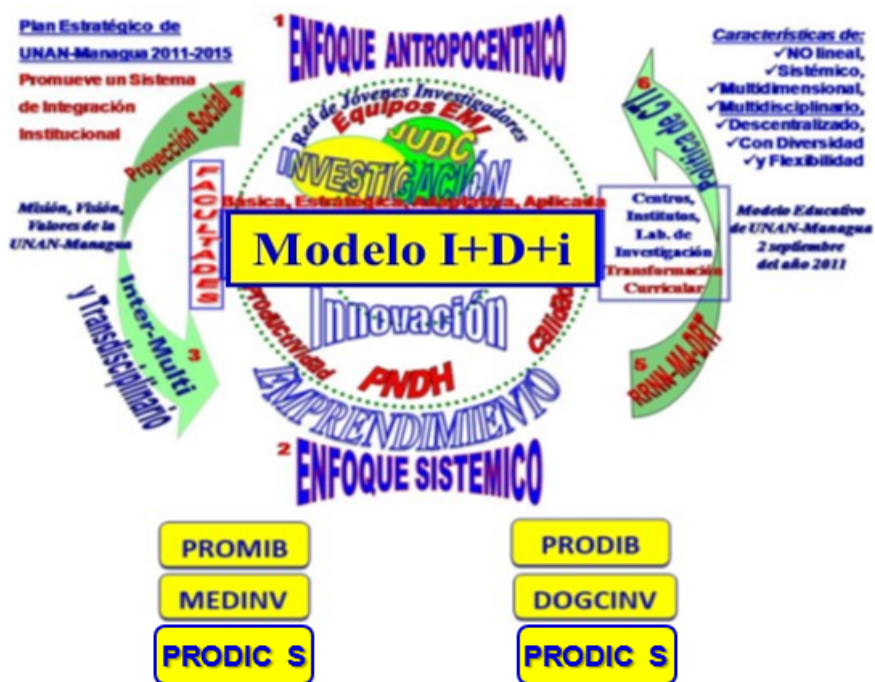 Plan Estratégico de
UNAN-Managua 2011-2015
Promueve un Sistema
de Integración
Institucional
1
ENFOQUE ANTROPOCENTRICO
Características de:
✓NO lineal,
✓Sistémico,
✓Multidimensional,
✓Multidisciplinario,
✓Descentralizado,
✓Con Diversidad
✓y Flexibilidad
4
Proyección Social
Red de Jóvenes Investigadores
Equipos EMI
JUDC
INVESTIGACIÓN
6
Política de
Básica, Estratégica, Adaptativa, Aplicada
FACULTADES
Misión, Visión,
Valores de la
UNAN-Managua
Modelo I+D+i
Centros,
Institutos,
Lab. de
Investigación
Transformación
Curricular
Modelo Educativo
de UNAN-Managua
2 septiembre
del año 2011
Innovación
Productividad
Calidad
PNDH
EMPRENDIMIENTO
3
Inter-Multi
y Transdisciplinario
5
RRNN-MA-DRT
2
ENFOQUE SISTEMICO
PROMIB
PRODIB
MEDINV
DOGCINV
PRODIC S
PRODIC S